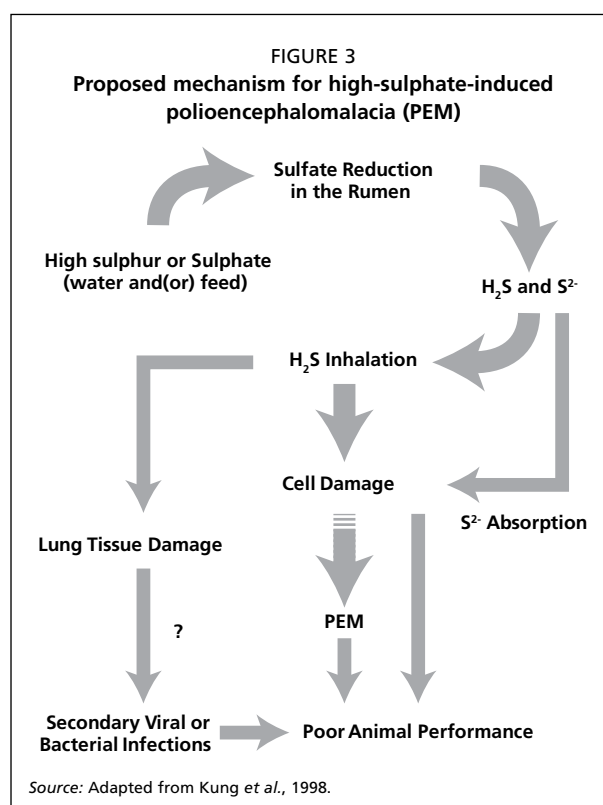 FIGURE 3
Proposed mechanism for high-sulphate-induced
polioencephalomalacia (PEM)
Sulfate Reduction
in the Rumen
High sulphur or Sulphate
(water and(or) feed)
H₂S and S²⁻
H₂S Inhalation
Cell Damage
S²⁻ Absorption
Lung Tissue Damage
?
PEM
Secondary Viral or
Bacterial Infections
Poor Animal Performance
Source: Adapted from Kung et al., 1998.